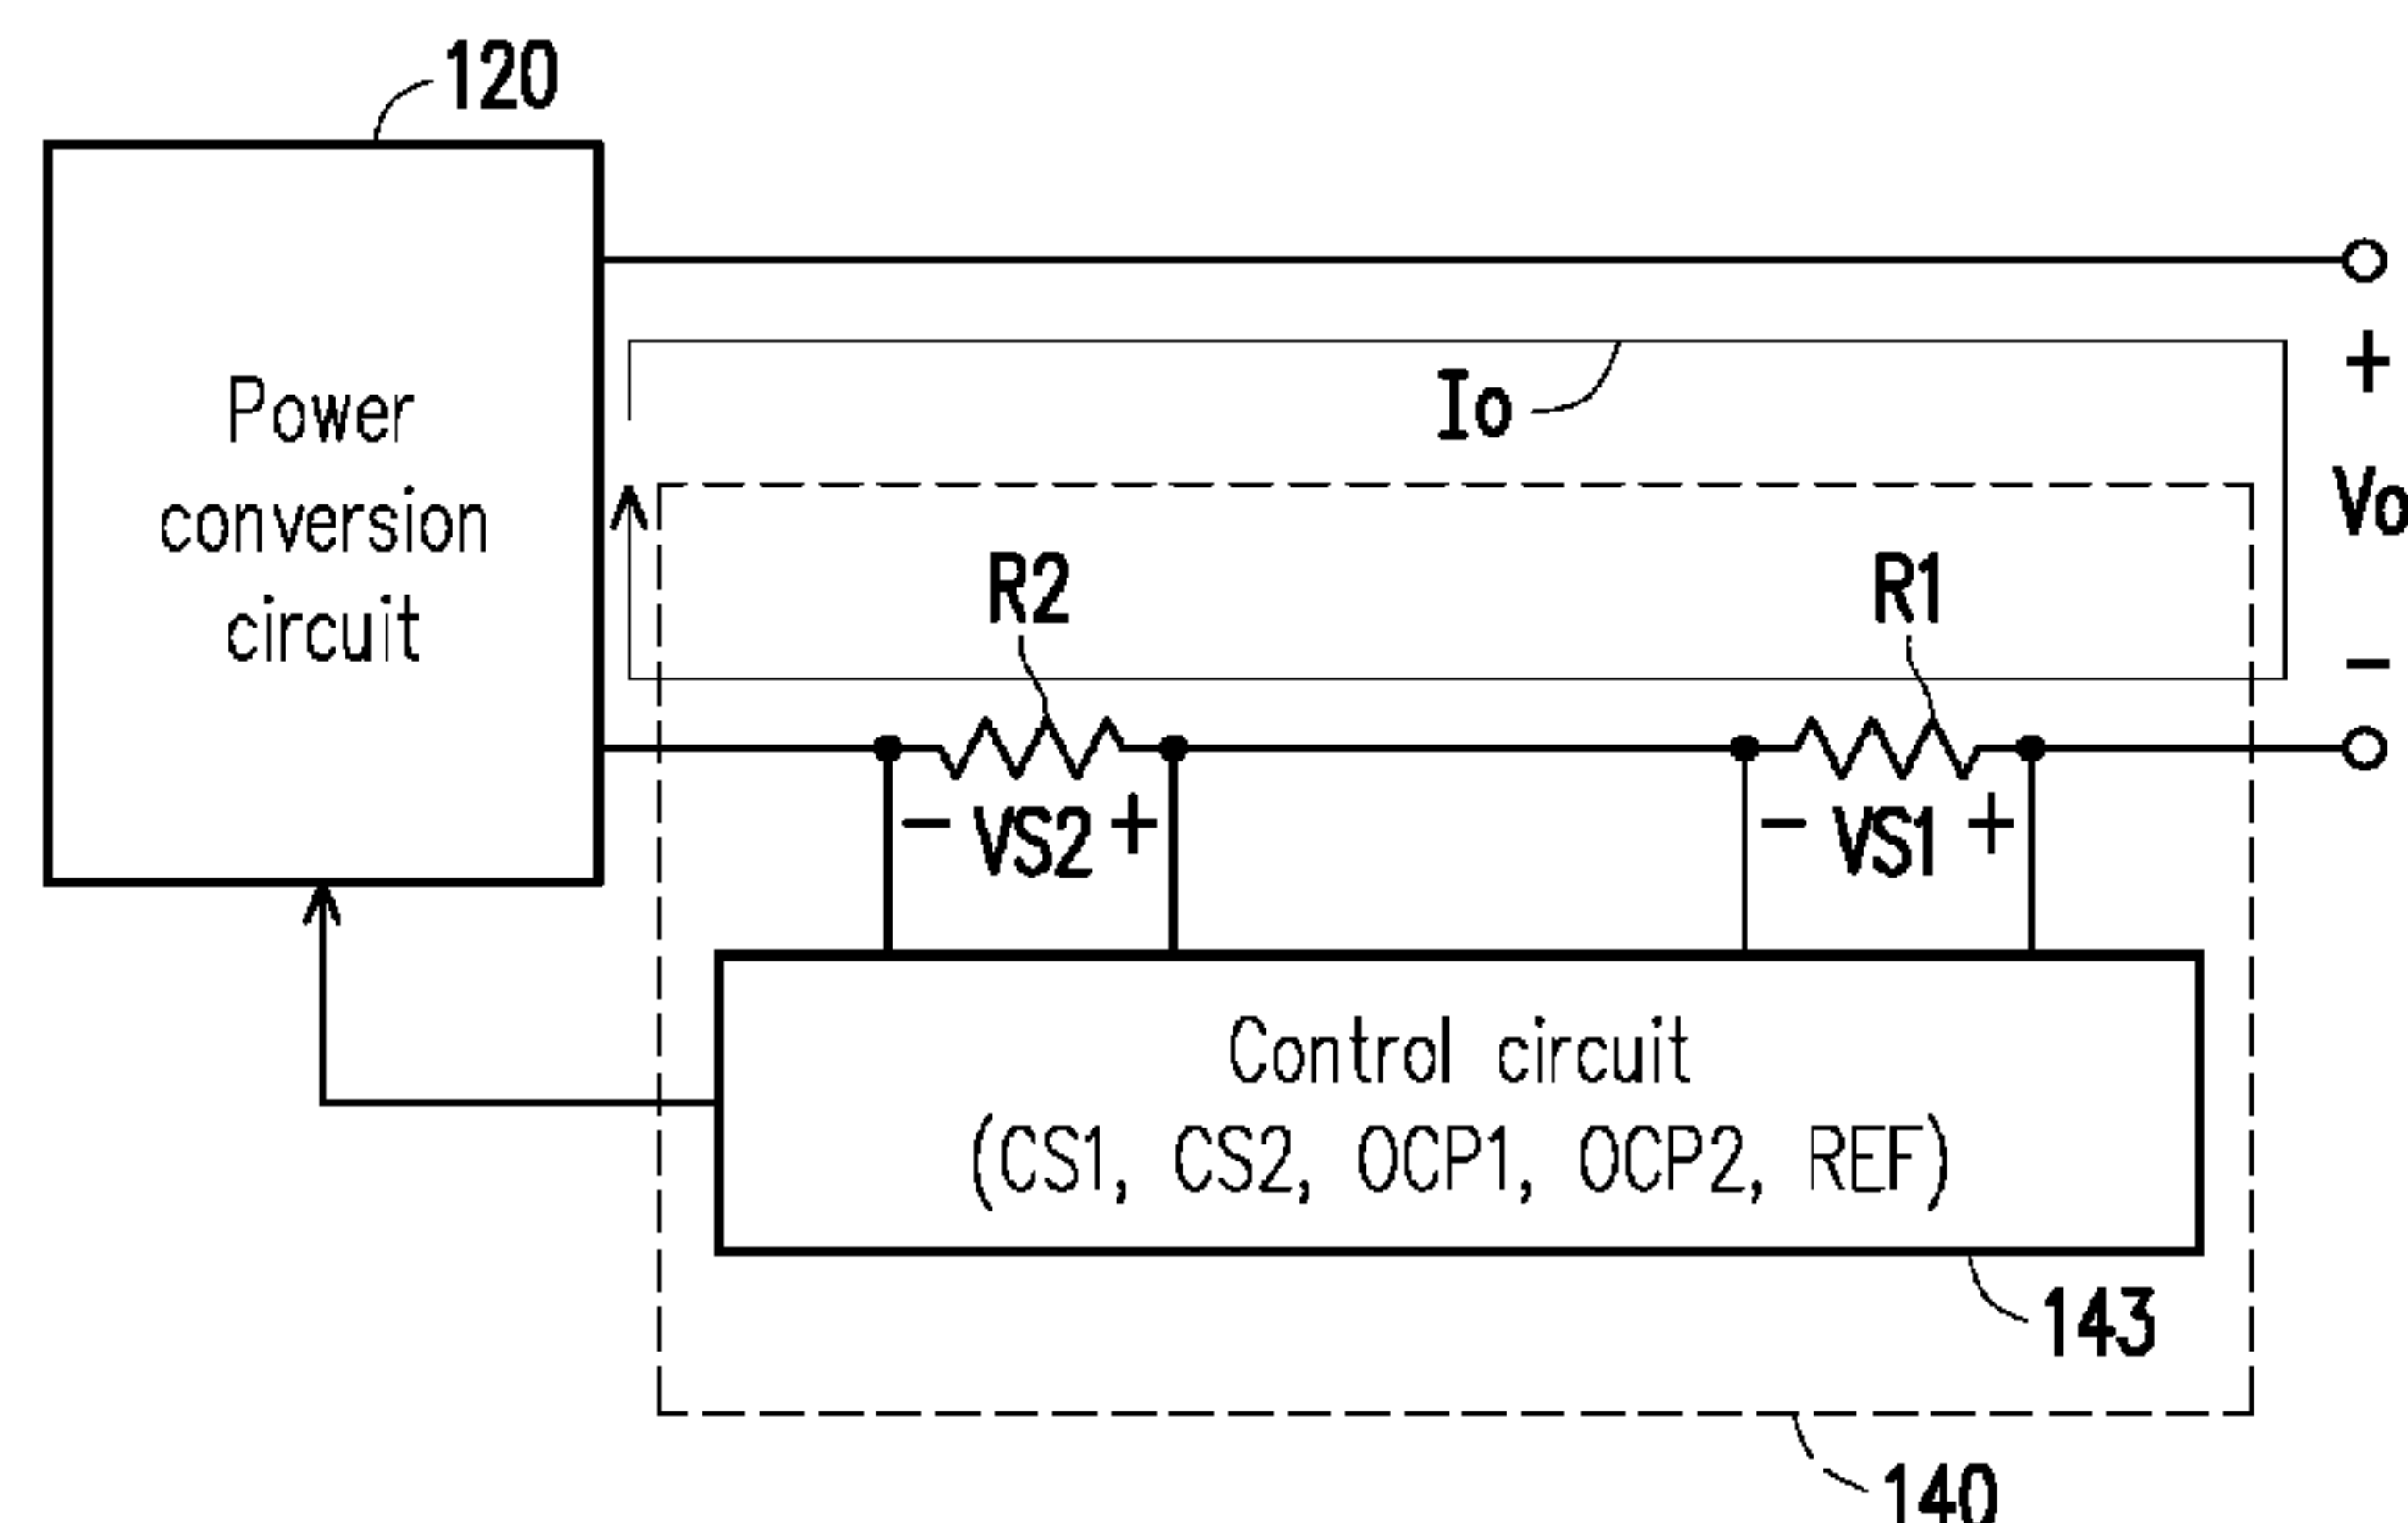 120
Power
conversion
circuit
Io
+
Vo
−
R2
R1
− VS2 +
− VS1 +
Control circuit
(CS1, CS2, OCP1, OCP2, REF)
143
140